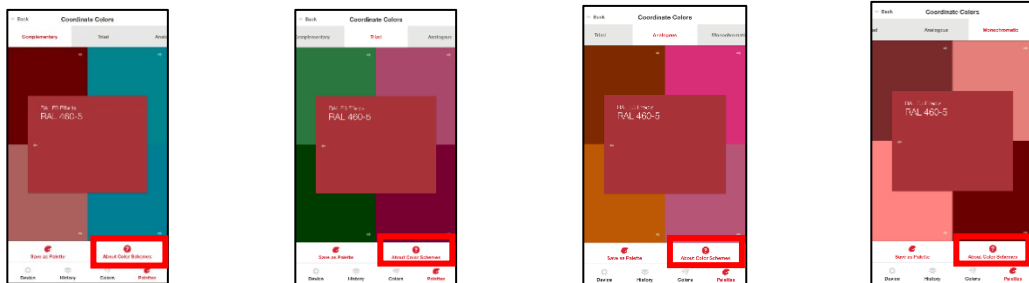 Back Coordinate Colors
Complementary Triad
RAL 460-5
Save as Palette About Color Schemes
Device History Colors Palettes
Back Coordinate Colors
Complimentary Triad Analogous
RAL 460-5
Save as Palette About Color Schemes
Device History Colors Palettes
Back Coordinate Colors
Triad Analogous Monochromatic
RAL 460-5
Save as Palette About Color Schemes
Device History Colors Palettes
Back Coordinate Colors
Analogous Monochromatic
RAL 460-5
Save as Palette About Color Schemes
Device History Colors Palettes